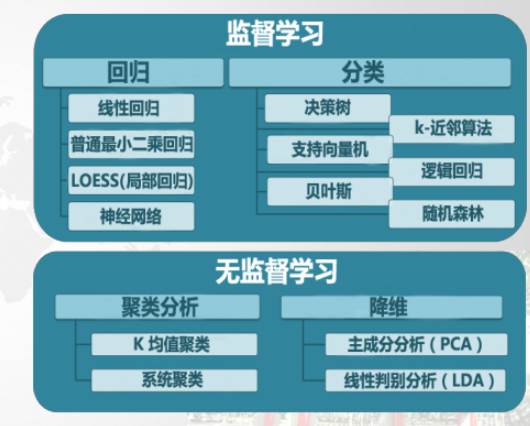 监督学习
回归
线性回归
普通最小二乘回归
LOESS(局部回归)
神经网络
分类
决策树
支持向量机
贝叶斯
k-近邻算法
逻辑回归
随机森林
无监督学习
聚类分析
K 均值聚类
系统聚类
降维
主成分分析（PCA）
线性判别分析（LDA）